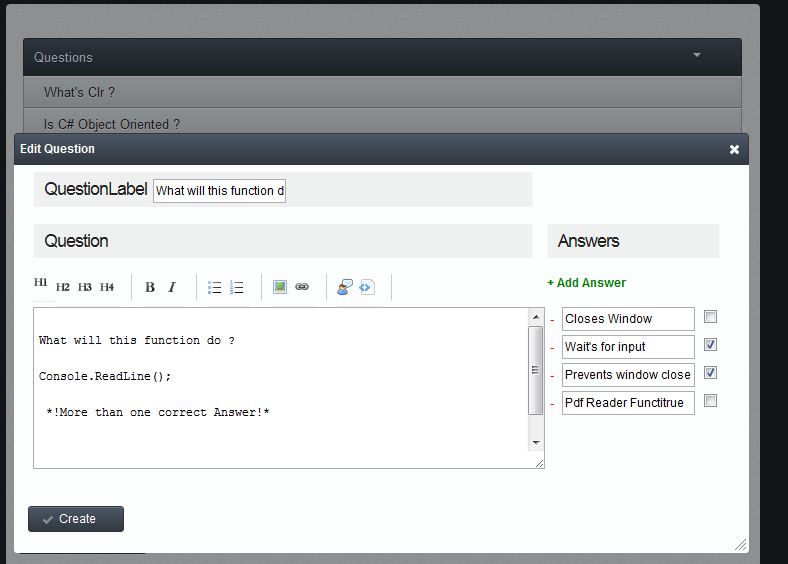 Questions
What's Clr ?
Is C# Object Oriented ?
Edit Question
QuestionLabel What will this function d
Question
Answers
H1 H2 H3 H4 B I
+ Add Answer
What will this function do ?
Console.ReadLine();
*!More than one correct Answer!*
- Closes Window
- Wait's for input
- Prevents window close
- Pdf Reader Functitrue
Create